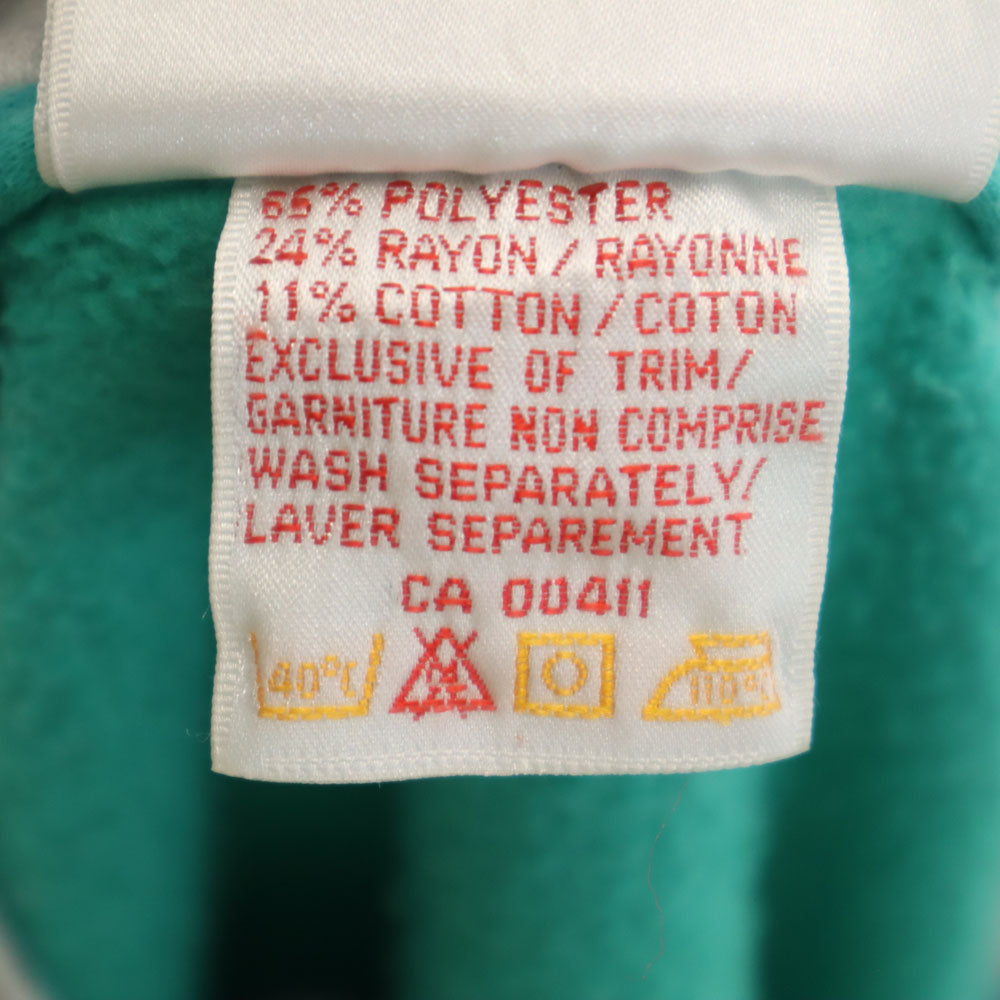 65% POLYESTER
24% RAYON / RAYONNE
11% COTTON / COTON
EXCLUSIVE OF TRIM/
GARNITURE NON COMPRISE
WASH SEPARATELY/
LAVER SEPAREMENT
CA 00411
40°C 110°C